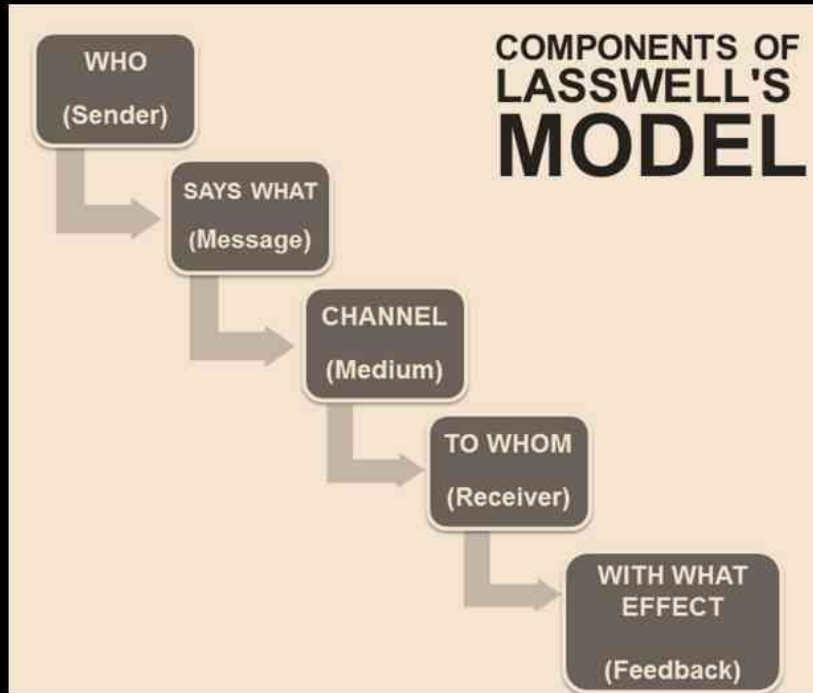 COMPONENTS OF
LASSWELL'S
MODEL
WHO
(Sender)
SAYS WHAT
(Message)
CHANNEL
(Medium)
TO WHOM
(Receiver)
WITH WHAT
EFFECT
(Feedback)